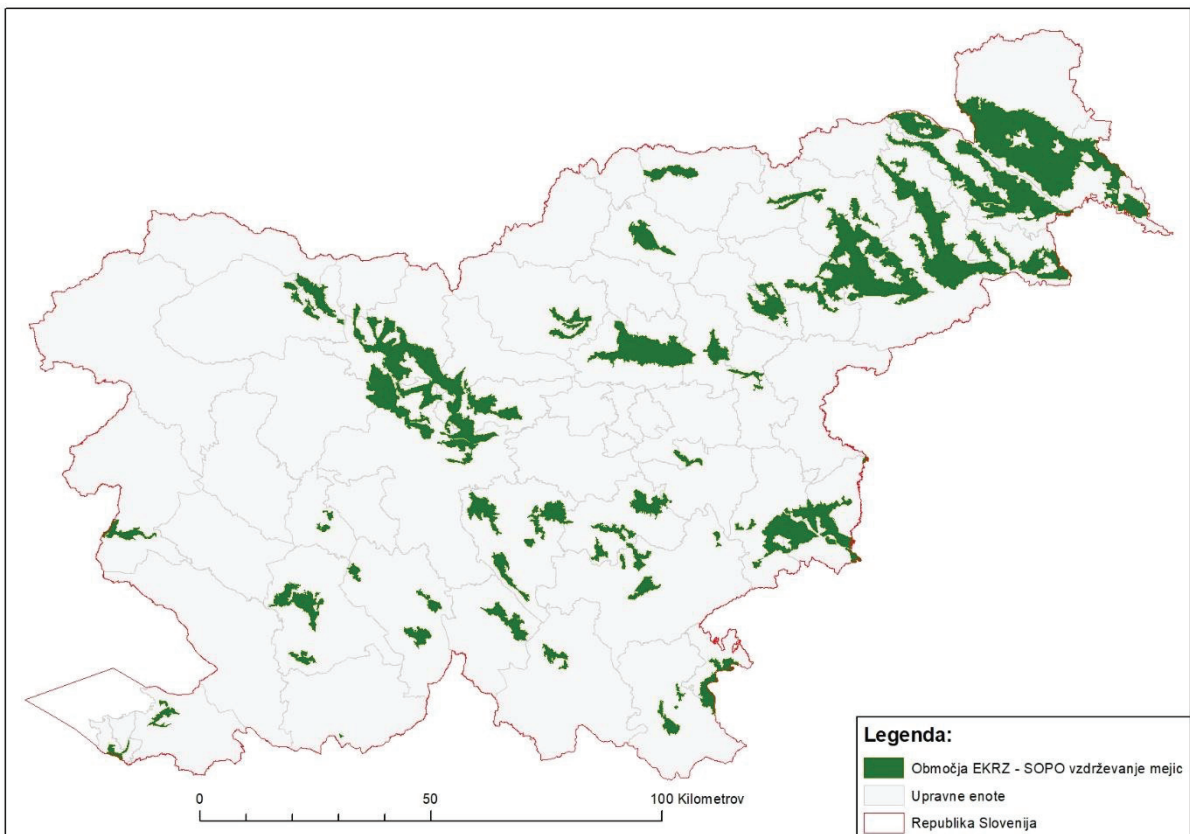 Legenda:
Območja EKRZ - SOPO vzdrževanje mejic
Upravne enote
Republika Slovenija
0 50 100 Kilometrov